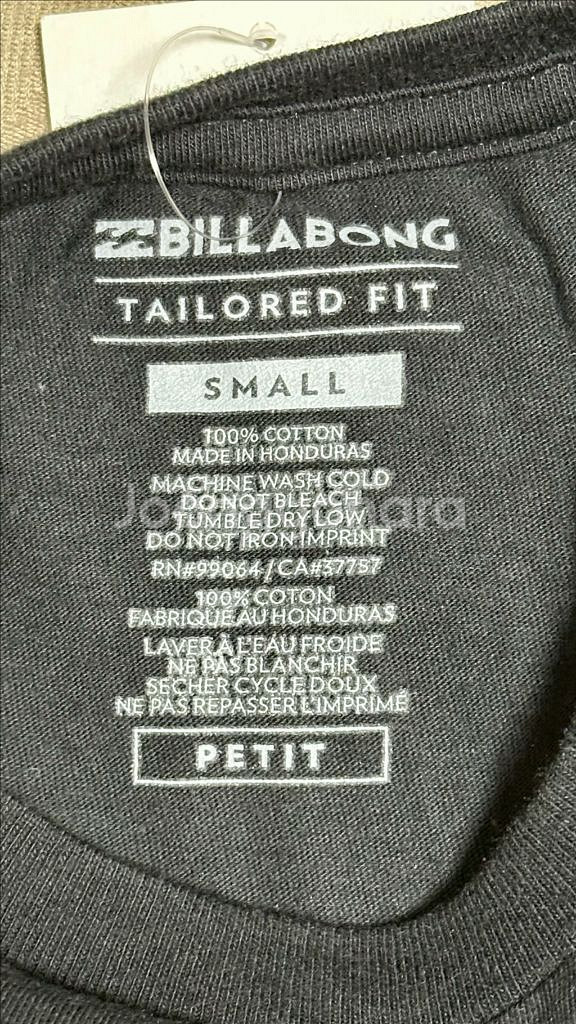 BILLABONG
TAILORED FIT
SMALL
100% COTTON
MADE IN HONDURAS
MACHINE WASH COLD
DO NOT BLEACH
TUMBLE DRY LOW
DO NOT IRON IMPRINT
RN#99064/CA#37757
100% COTON
FABRIQUÉ AU HONDURAS
LAVER À L'EAU FROIDE
NE PAS BLANCHIR
SECHER CYCLE DOUX
NE PAS REPASSER L'IMPRIMÉ
PETIT